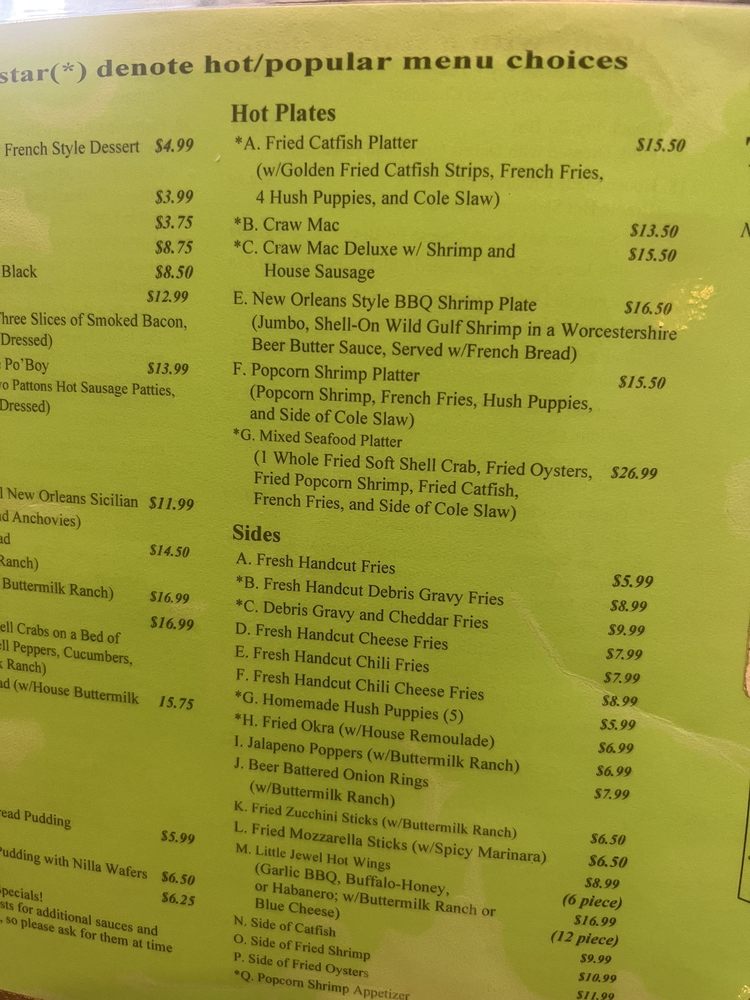 star(*) denote hot/popular menu choices
French Style Dessert $4.99
$3.99
$3.75
$8.75
Black $8.50
$12.99
Three Slices of Smoked Bacon,
Dressed)
Po'Boy $13.99
wo Pattons Hot Sausage Patties,
Dressed)
l New Orleans Sicilian $11.99
d Anchovies)
ad $14.50
Ranch)
Buttermilk Ranch) $16.99
$16.99
ell Crabs on a Bed of
ell Peppers, Cucumbers,
k Ranch)
ad (w/House Buttermilk 15.75
read Pudding
$5.99
Pudding with Nilla Wafers $6.50
$6.25
pecials!
sts for additional sauces and
, so please ask for them at time
Hot Plates
*A. Fried Catfish Platter $15.50
(w/Golden Fried Catfish Strips, French Fries,
4 Hush Puppies, and Cole Slaw)
*B. Craw Mac $13.50
*C. Craw Mac Deluxe w/ Shrimp and $15.50
House Sausage
E. New Orleans Style BBQ Shrimp Plate $16.50
(Jumbo, Shell-On Wild Gulf Shrimp in a Worcestershire
Beer Butter Sauce, Served w/French Bread)
F. Popcorn Shrimp Platter $15.50
(Popcorn Shrimp, French Fries, Hush Puppies,
and Side of Cole Slaw)
*G. Mixed Seafood Platter
(1 Whole Fried Soft Shell Crab, Fried Oysters, $26.99
Fried Popcorn Shrimp, Fried Catfish,
French Fries, and Side of Cole Slaw)
Sides
A. Fresh Handcut Fries $5.99
*B. Fresh Handcut Debris Gravy Fries $8.99
*C. Debris Gravy and Cheddar Fries $9.99
D. Fresh Handcut Cheese Fries $7.99
E. Fresh Handcut Chili Fries $7.99
F. Fresh Handcut Chili Cheese Fries $8.99
*G. Homemade Hush Puppies (5) $5.99
*H. Fried Okra (w/House Remoulade) $6.99
I. Jalapeno Poppers (w/Buttermilk Ranch) $6.99
J. Beer Battered Onion Rings $7.99
(w/Buttermilk Ranch)
K. Fried Zucchini Sticks (w/Buttermilk Ranch) $6.50
L. Fried Mozzarella Sticks (w/Spicy Marinara) $6.50
M. Little Jewel Hot Wings $8.99
(Garlic BBQ, Buffalo-Honey, (6 piece)
or Habanero; w/Buttermilk Ranch or $16.99
Blue Cheese) (12 piece)
N. Side of Catfish $9.99
O. Side of Fried Shrimp $10.99
P. Side of Fried Oysters $11.99
*Q. Popcorn Shrimp Appetizer